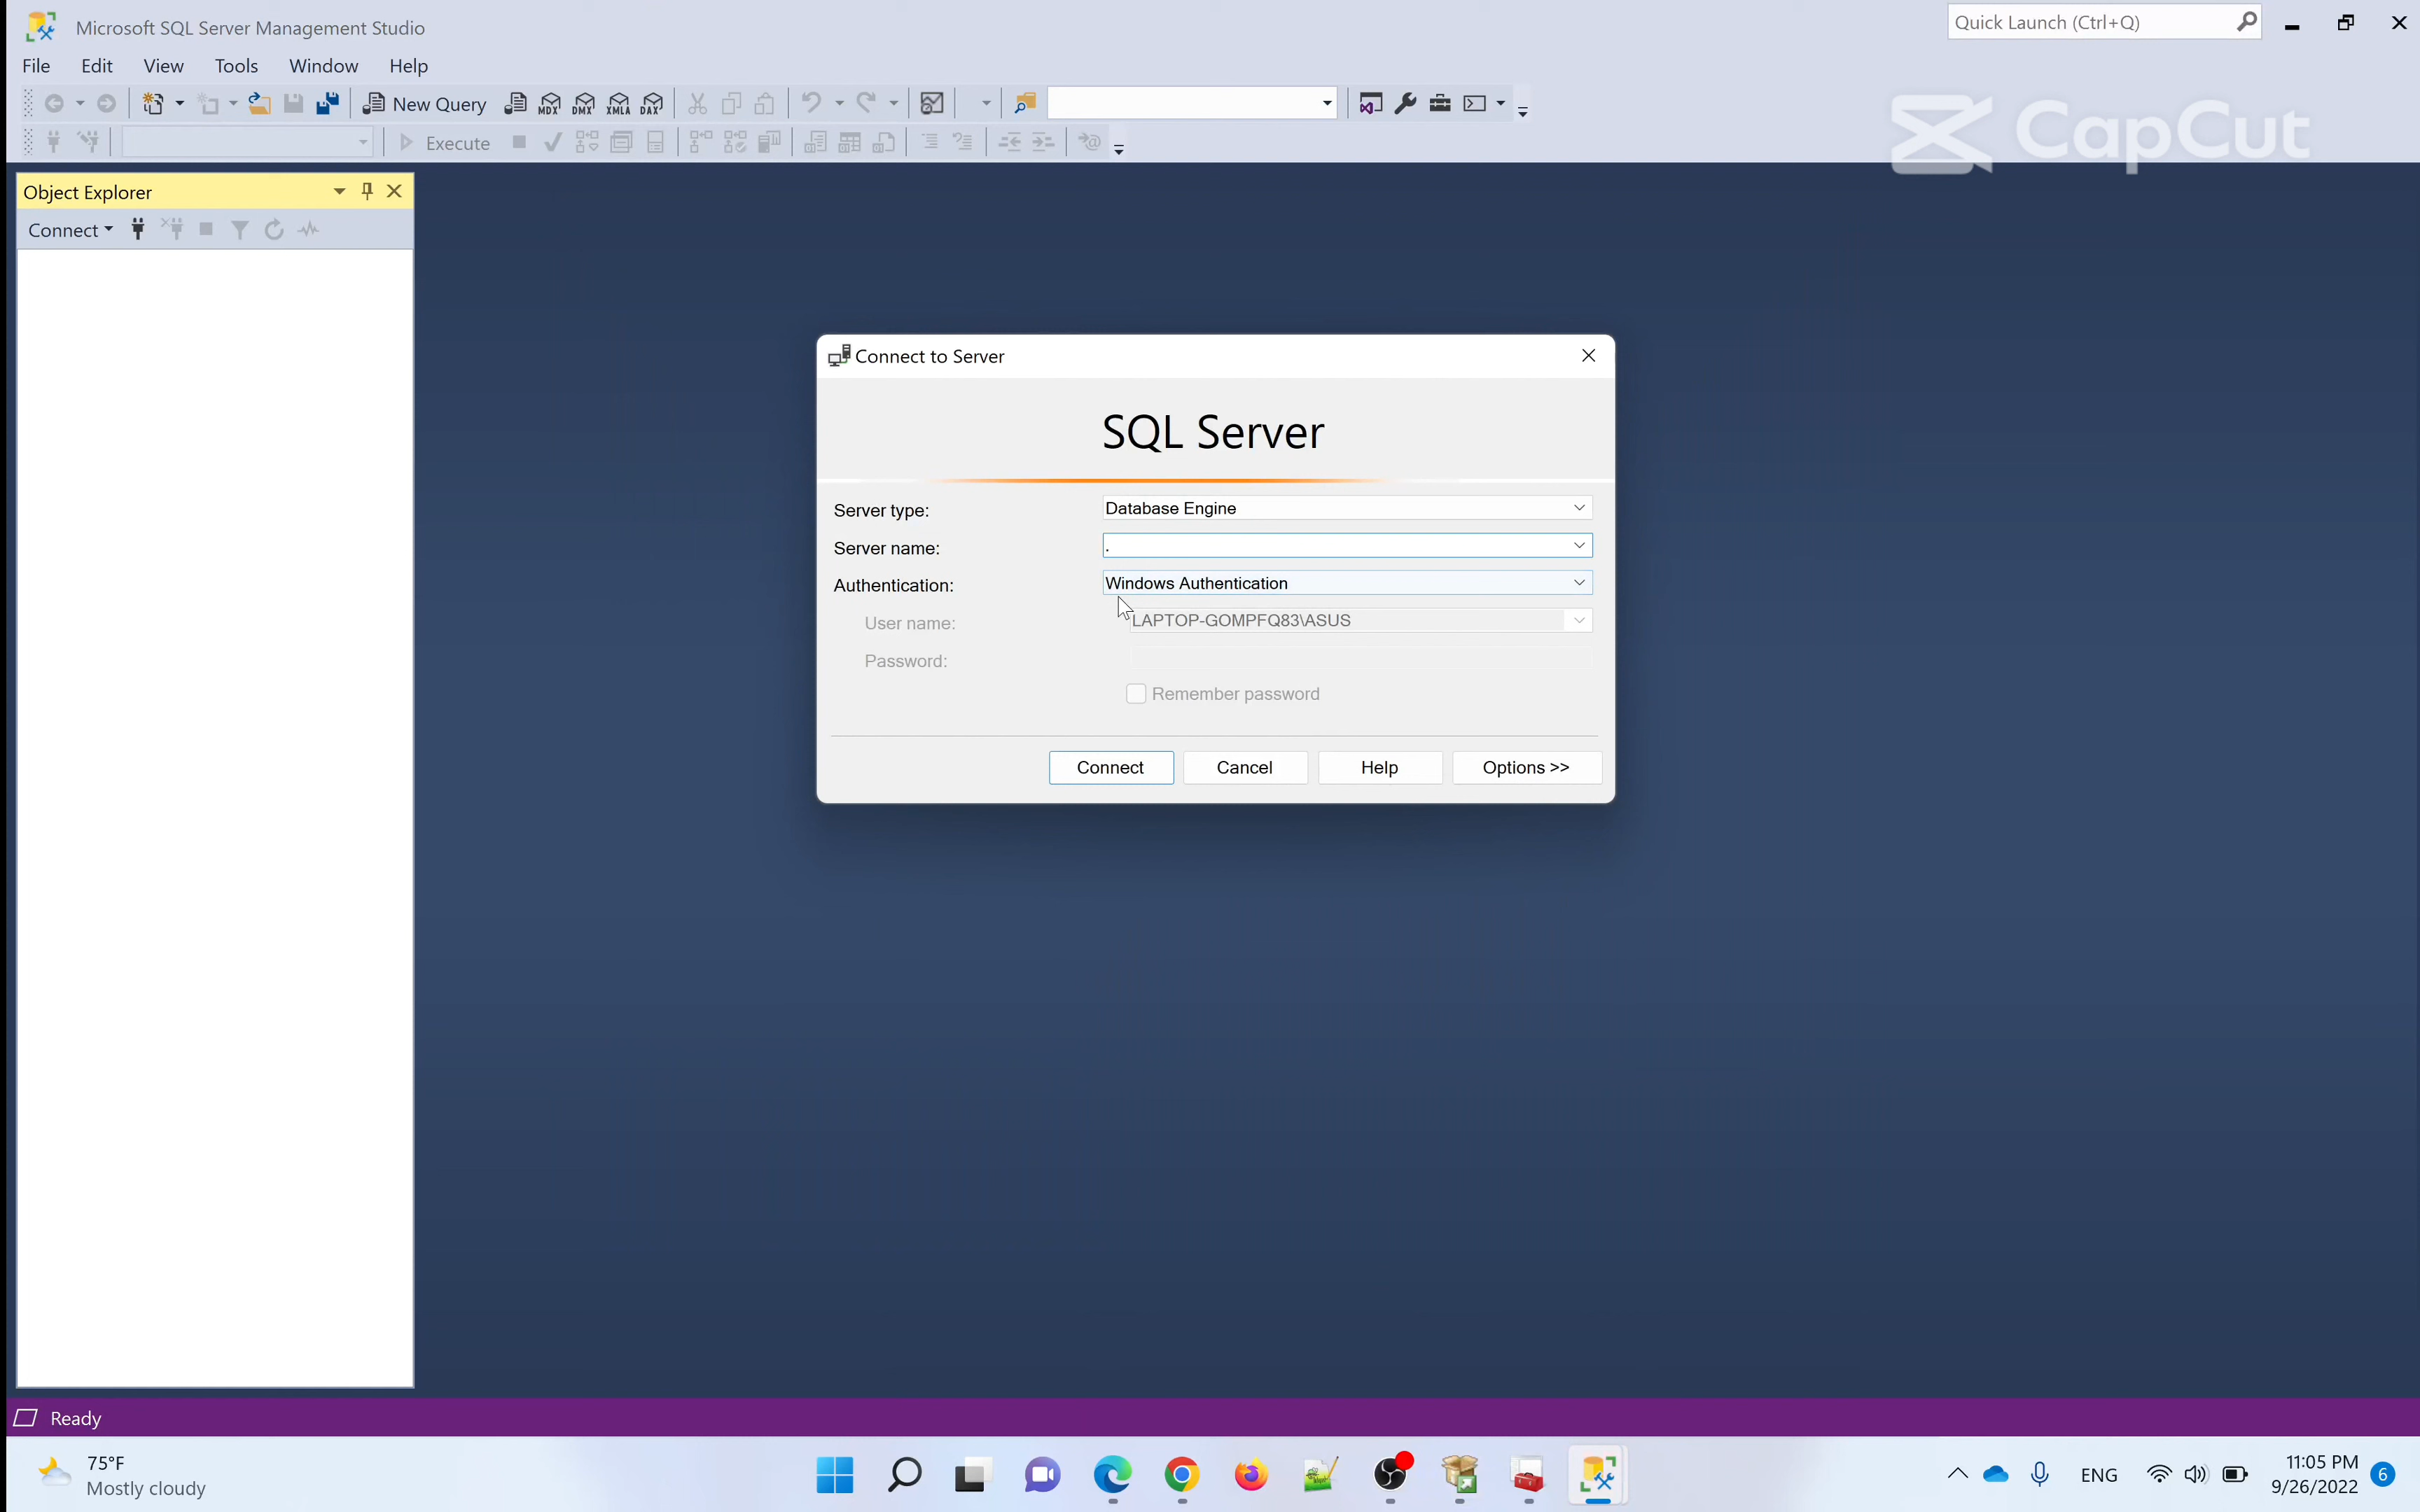 Microsoft SQL Server Management Studio
Quick Launch (Ctrl+Q)
File Edit View Tools Window Help
New Query MDX DMX XMLA DAX
Execute
CapCut
Object Explorer
Connect
Connect to Server
SQL Server
Server type: Database Engine
Server name: .
Authentication: Windows Authentication
User name: LAPTOP-GOMPFQ83\ASUS
Password:
Remember password
Connect Cancel Help Options >>
Ready
75°F
Mostly cloudy
ENG
11:05 PM
9/26/2022
6